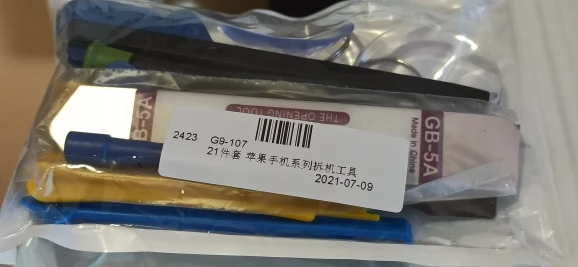 THE OPENING TOOL
B-5A
GB-5A
Made in China
2423 G9-107
21件套 苹果手机系列拆机工具
2021-07-09